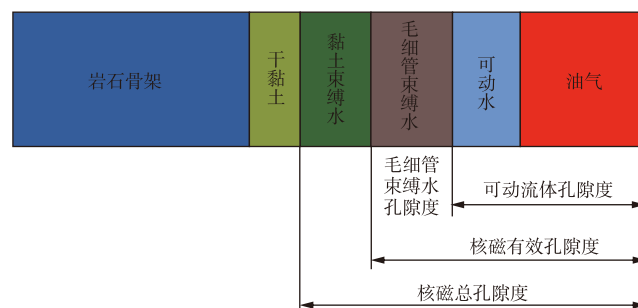 岩石骨架
干黏土
黏土束缚水
毛细管束缚水
可动水
油气
毛细管
束缚水
孔隙度
可动流体孔隙度
核磁有效孔隙度
核磁总孔隙度